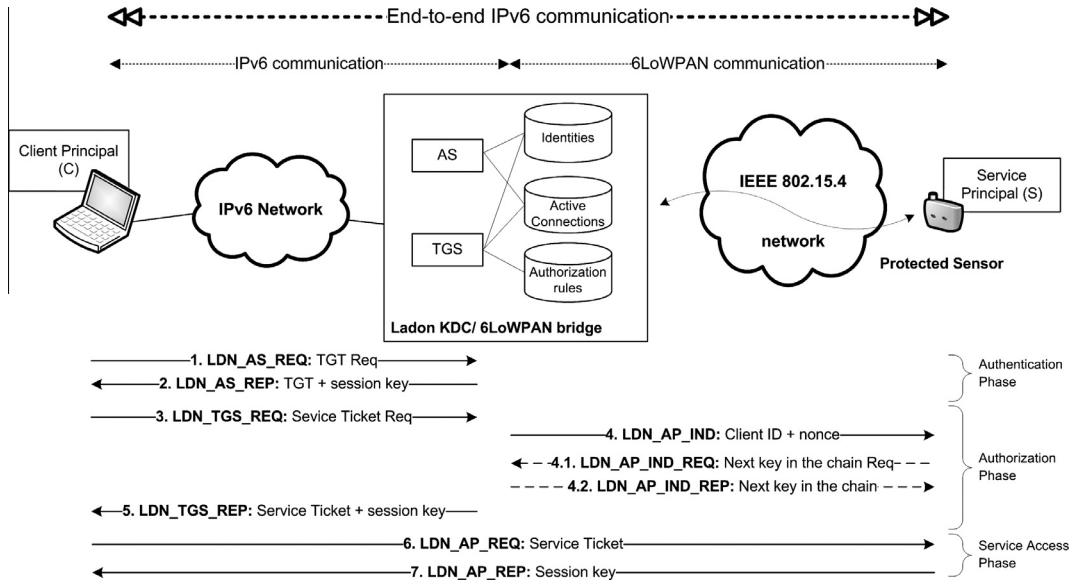 End-to-end IPv6 communication
IPv6 communication
6LoWPAN communication
Client Principal
(C)
IPv6 Network
AS
TGS
Identities
Active
Connections
Authorization
rules
Ladon KDC/ 6LoWPAN bridge
IEEE 802.15.4
network
Service
Principal (S)
Protected Sensor
1. LDN_AS_REQ: TGT Req
2. LDN_AS_REP: TGT + session key
Authentication
Phase
3. LDN_TGS_REQ: Sevice Ticket Req
4. LDN_AP_IND: Client ID + nonce
4.1. LDN_AP_IND_REQ: Next key in the chain Req
4.2. LDN_AP_IND_REP: Next key in the chain
5. LDN_TGS_REP: Service Ticket + session key
Authorization
Phase
6. LDN_AP_REQ: Service Ticket
7. LDN_AP_REP: Session key
Service Access
Phase